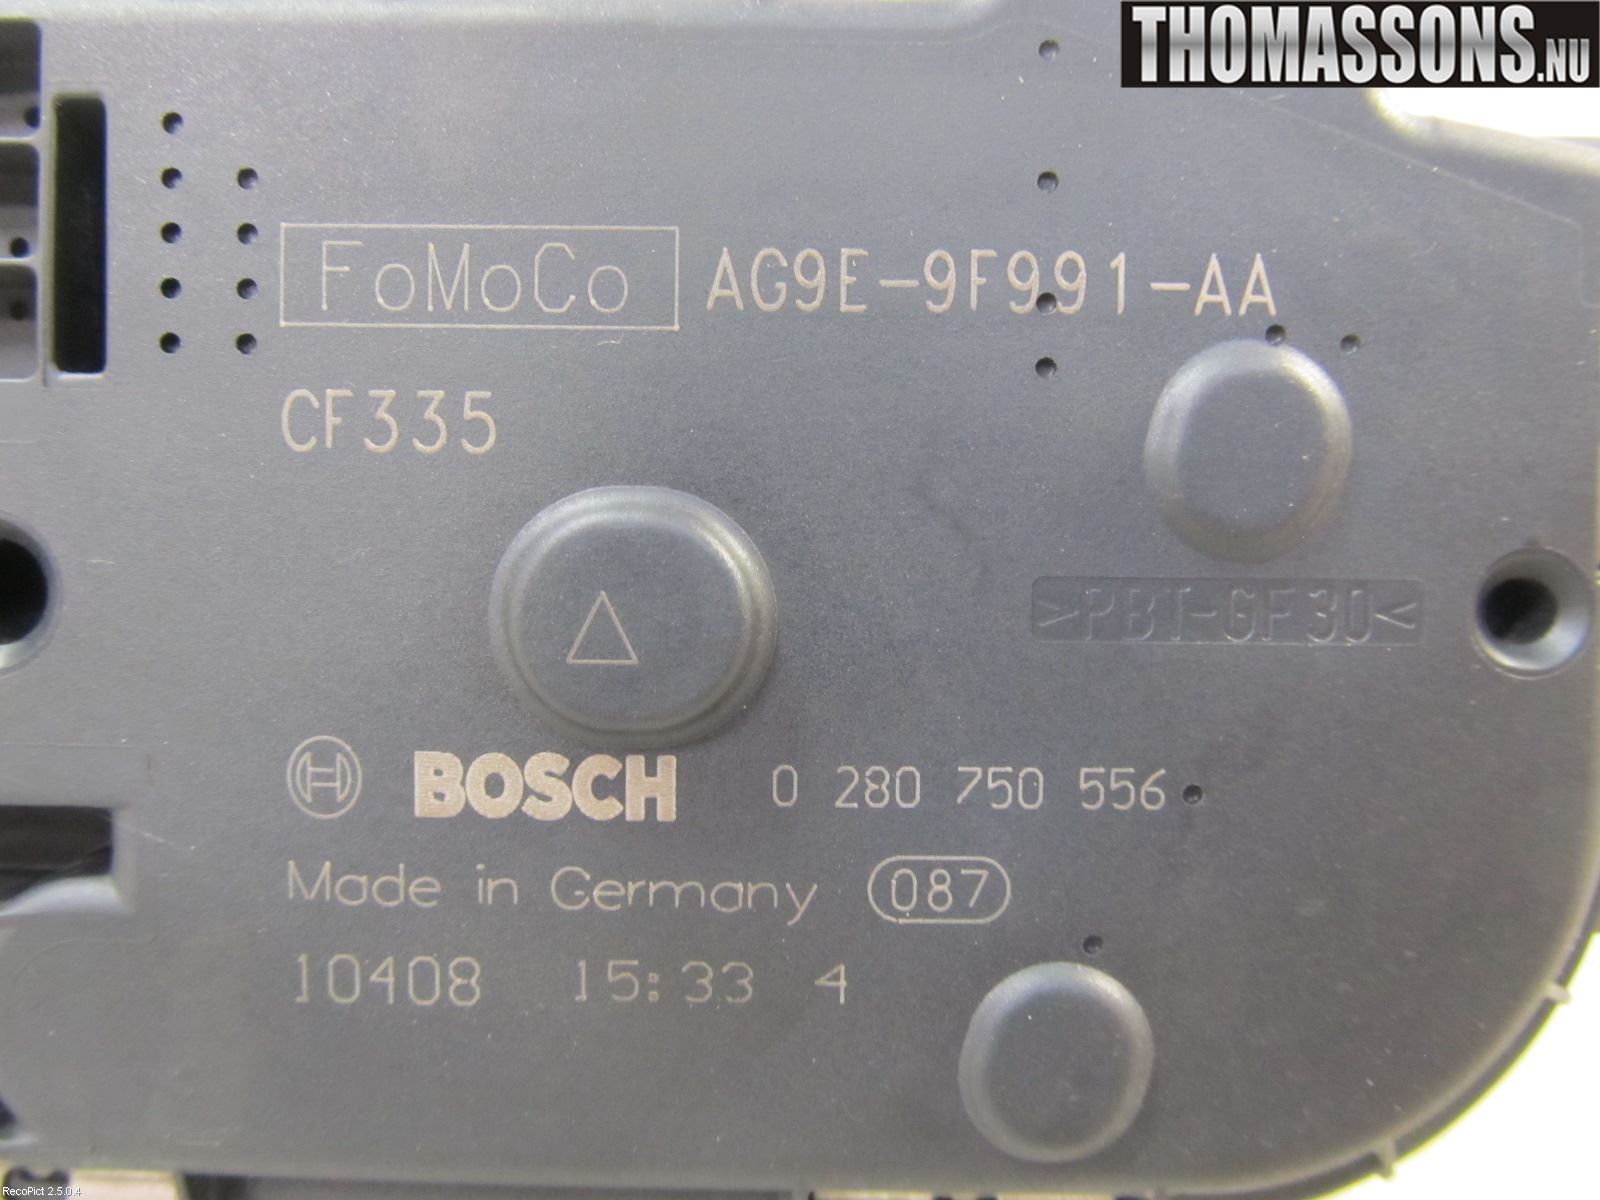 THOMASSONS.NU
FoMoCo AG9E-9F991-AA
CF335
>PBT-GF30<
BOSCH 0 280 750 556
Made in Germany 087
10408 15:33 4
RecoPict 2.5.0.4